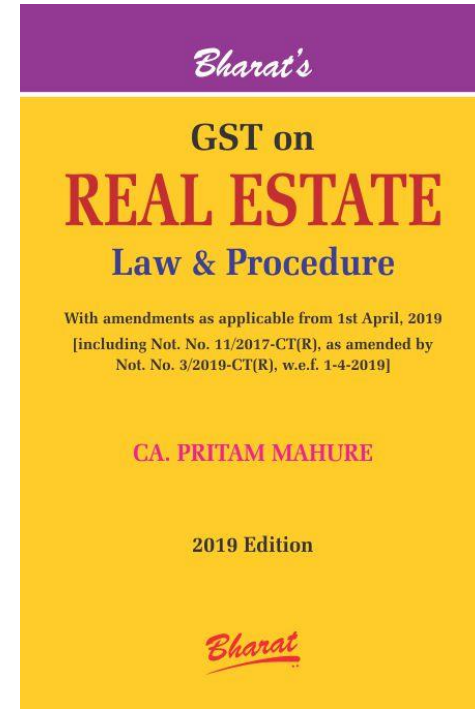 Bharat's
GST on
REAL ESTATE
Law & Procedure
With amendments as applicable from 1st April, 2019
[including Not. No. 11/2017-CT(R), as amended by
Not. No. 3/2019-CT(R), w.e.f. 1-4-2019]
CA. PRITAM MAHURE
2019 Edition
Bharat